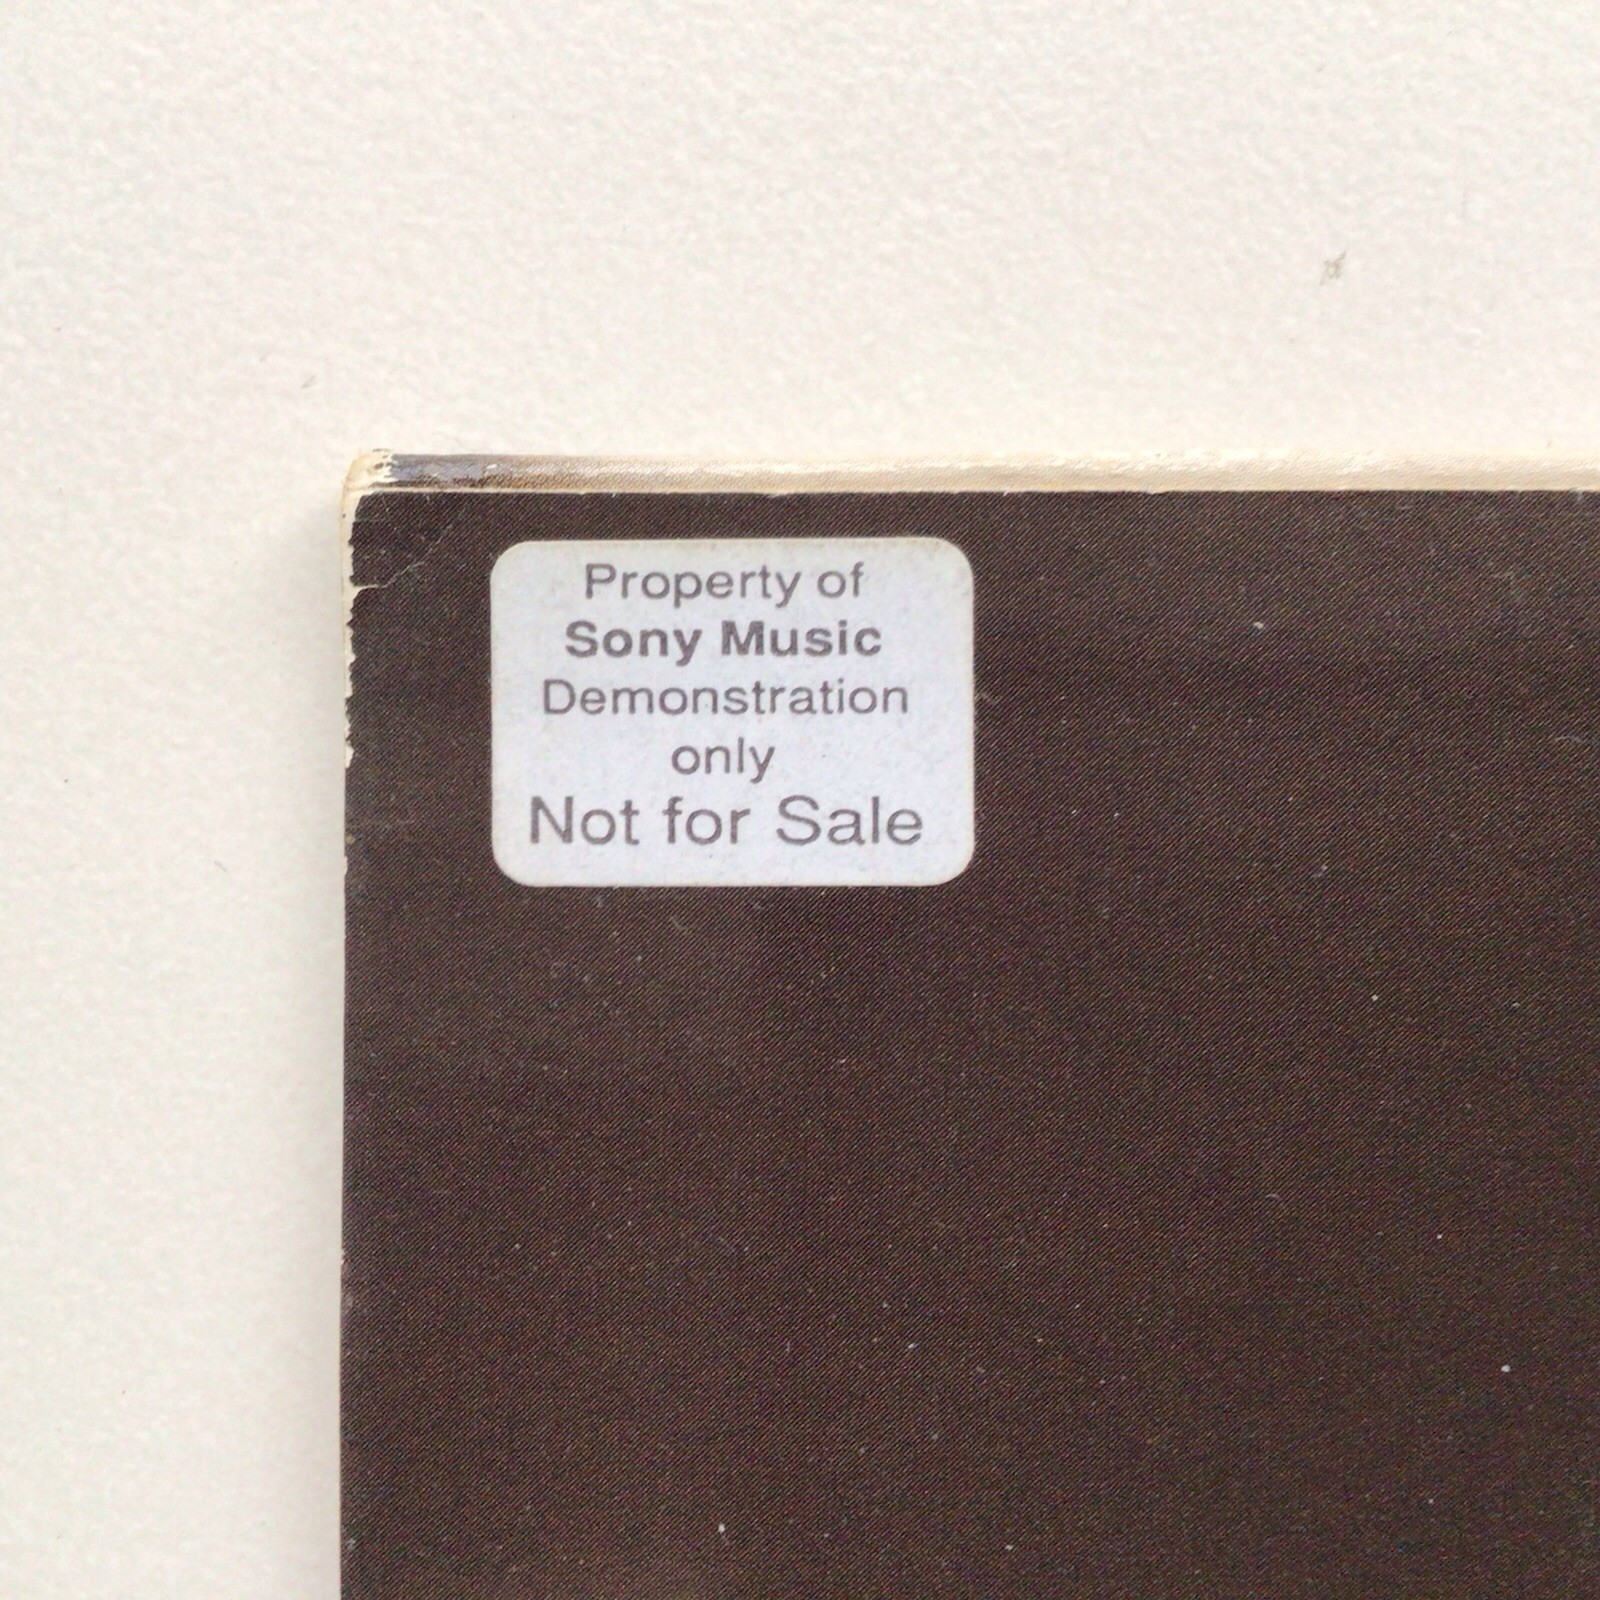 Property of
Sony Music
Demonstration
only
Not for Sale